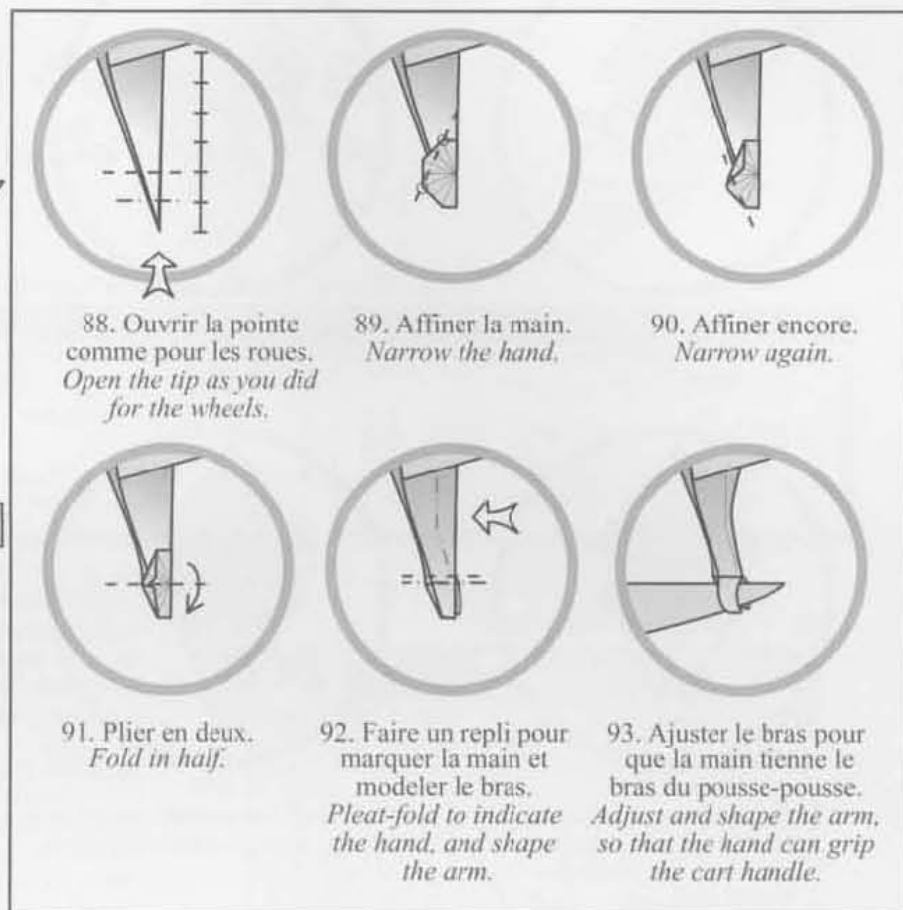 88. Ouvrir la pointe
comme pour les roues.
Open the tip as you did
for the wheels.
89. Affiner la main.
Narrow the hand.
90. Affiner encore.
Narrow again.
91. Plier en deux.
Fold in half.
92. Faire un repli pour
marquer la main et
modeler le bras.
Pleat-fold to indicate
the hand, and shape
the arm.
93. Ajuster le bras pour
que la main tienne le
bras du pousse-pousse.
Adjust and shape the arm,
so that the hand can grip
the cart handle.